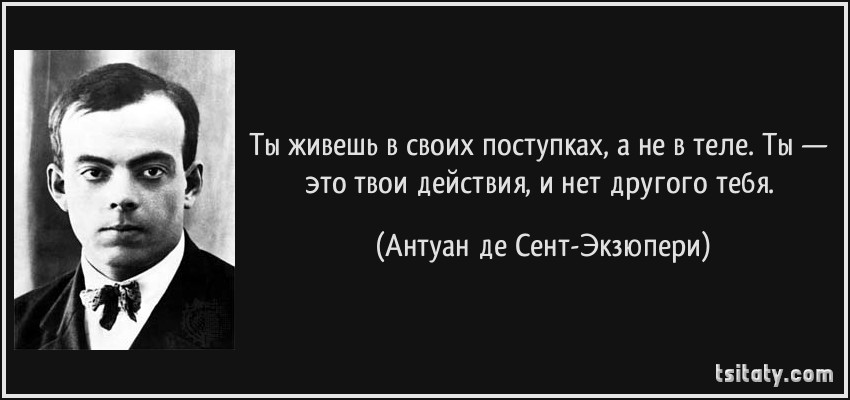 Ты живешь в своих поступках, а не в теле. Ты —
это твои действия, и нет другого тебя.
(Антуан де Сент-Экзюпери)
tsitaty.com